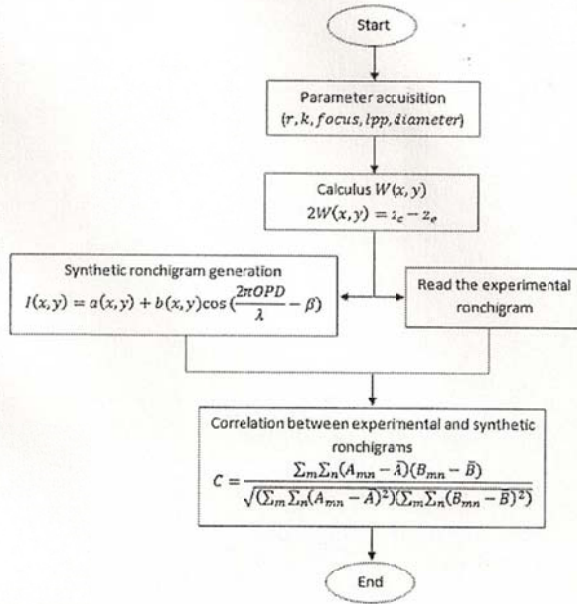 Start
Parameter accuisition
(r, k, focus, lpp, diameter)
Calculus W(x, y)
2W(x, y) = z_c − z_e
Synthetic ronchigram generation
I(x, y) = a(x, y) + b(x, y)cos (2πOPD/λ − β)
Read the experimental
ronchigram
Correlation between experimental and synthetic
ronchigrams
C = Σ_m Σ_n(A_mn − Ā)(B_mn − B̄) / √((Σ_m Σ_n(A_mn − Ā)²)(Σ_m Σ_n(B_mn − B̄)²))
End